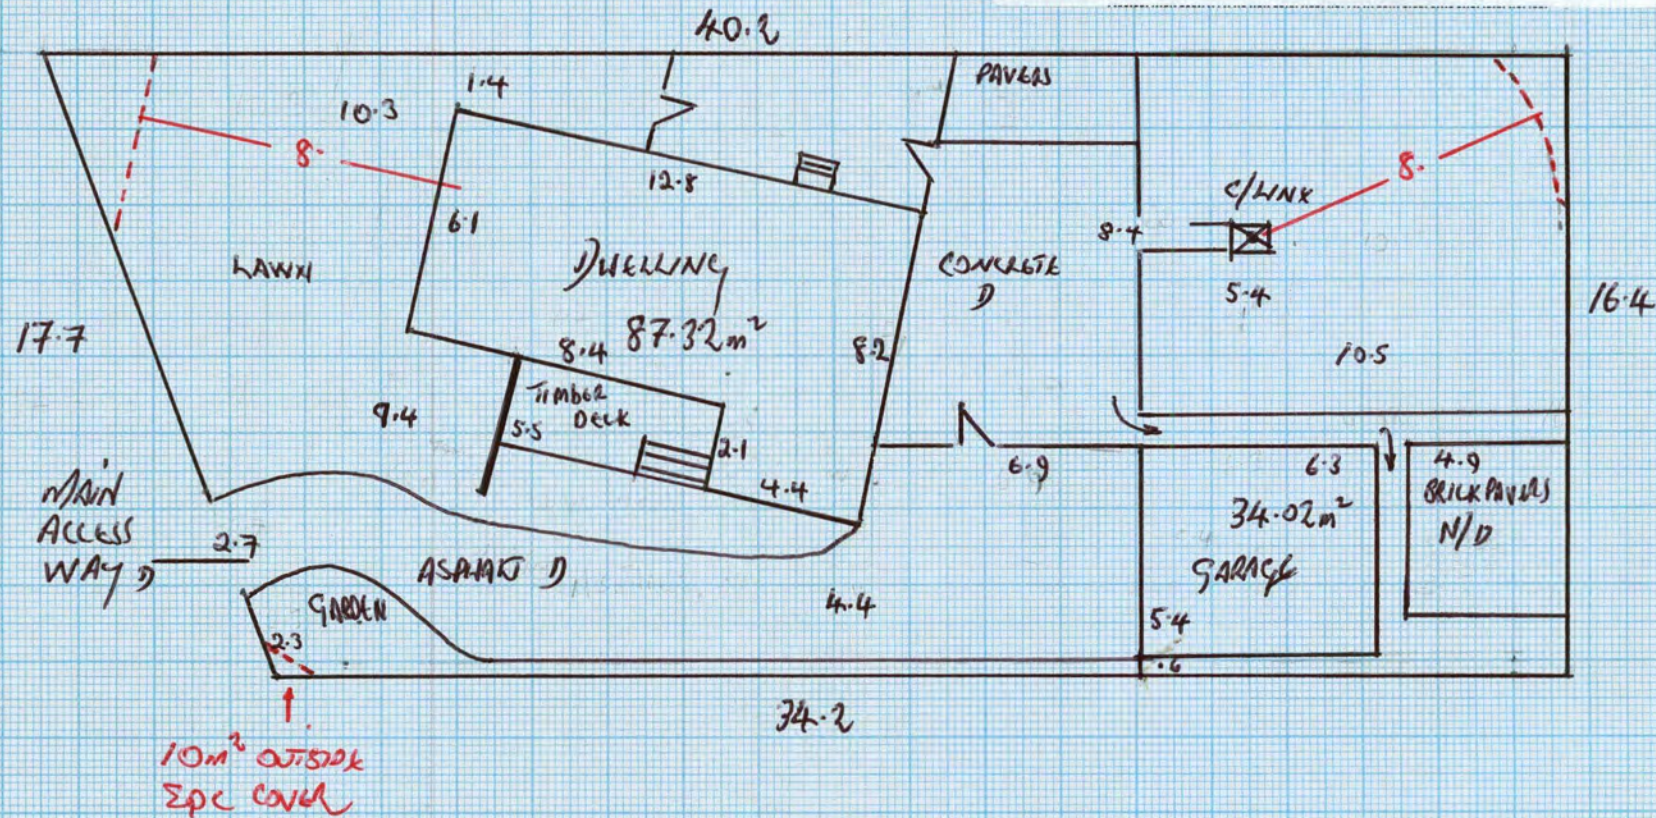 40.2
PAVERS
1.4
10.3
8.
12.8
6.1
DWELLING
87.32m²
LAWN
CONCRETE
D
8.4
C/LINX
8.
5.4
16.4
10.5
17.7
8.4
8.2
TIMBER
DECK
9.4
5.5
2.1
4.4
6.9
6.3
34.02m²
GARAGE
4.9
BRICK PAVERS
N/D
MAIN
ACCESS
WAY D
2.7
ASPHALT D
4.4
GARDEN
2.3
5.4
.6
34.2
10m² OUTSIDE
EPC COVER